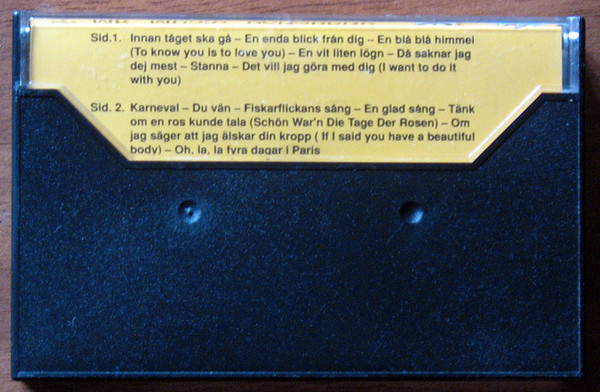 Sid.1. Innan tåget ska gå – En enda blick från dig – En blå blå himmel
(To know you is to love you) – En vit liten lögn – Då saknar jag
dej mest – Stanna – Det vill jag göra med dig (I want to do it
with you)
Sid. 2. Karneval – Du vän – Fiskarflickans sång – En glad sång – Tänk
om en ros kunde tala (Schön War'n Die Tage Der Rosen) – Om
jag säger att jag älskar din kropp ( If I said you have a beautiful
body) – Oh, la, la fyra dagar i Paris